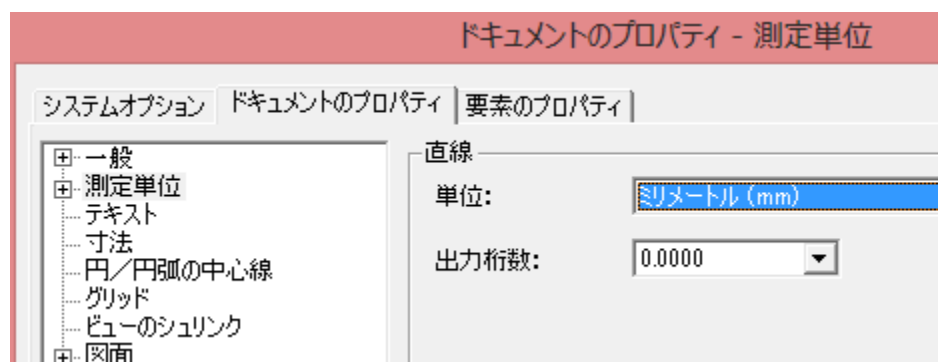 ドキュメントのプロパティ - 測定単位
システムオプション ドキュメントのプロパティ 要素のプロパティ
一般
測定単位
テキスト
寸法
円／円弧の中心線
グリッド
ビューのシュリンク
図面
直線
単位: ミリメートル (mm)
出力桁数: 0.0000